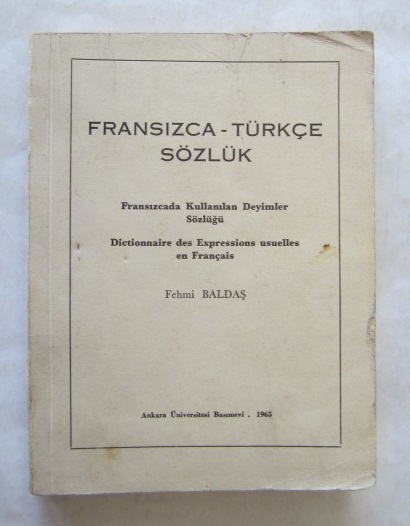 FRANSIZCA - TÜRKÇE
SÖZLÜK
Fransızcada Kullanılan Deyimler
Sözlüğü
Dictionnaire des Expressions usuelles
en Français
Fehmi BALDAŞ
Ankara Üniversitesi Basımevi . 1965